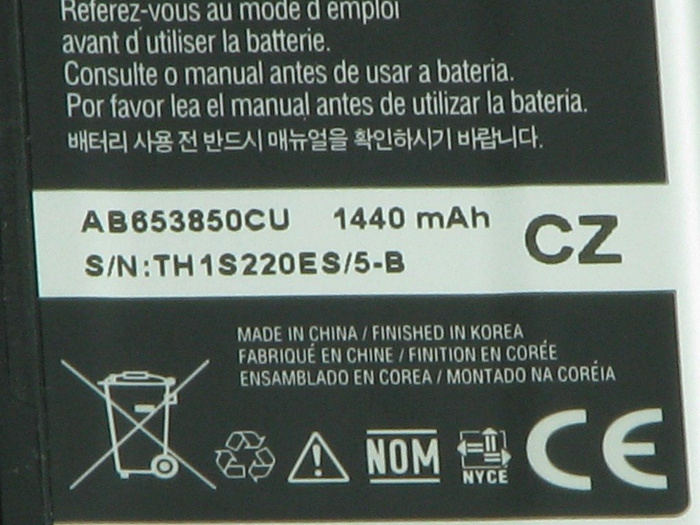 Referez-vous au mode d'emploi
avant d'utiliser la batterie.
Consulte o manual antes de usar a bateria.
Por favor lea el manual antes de utilizar la bateria.
배터리 사용 전 반드시 매뉴얼을 확인하시기 바랍니다.
AB653850CU 1440 mAh
S/N:TH1S220ES/5-B
CZ
MADE IN CHINA / FINISHED IN KOREA
FABRIQUÉ EN CHINE / FINITION EN CORÉE
ENSAMBLADO EN COREA / MONTADO NA CORÉIA
NOM
NYCE
CE